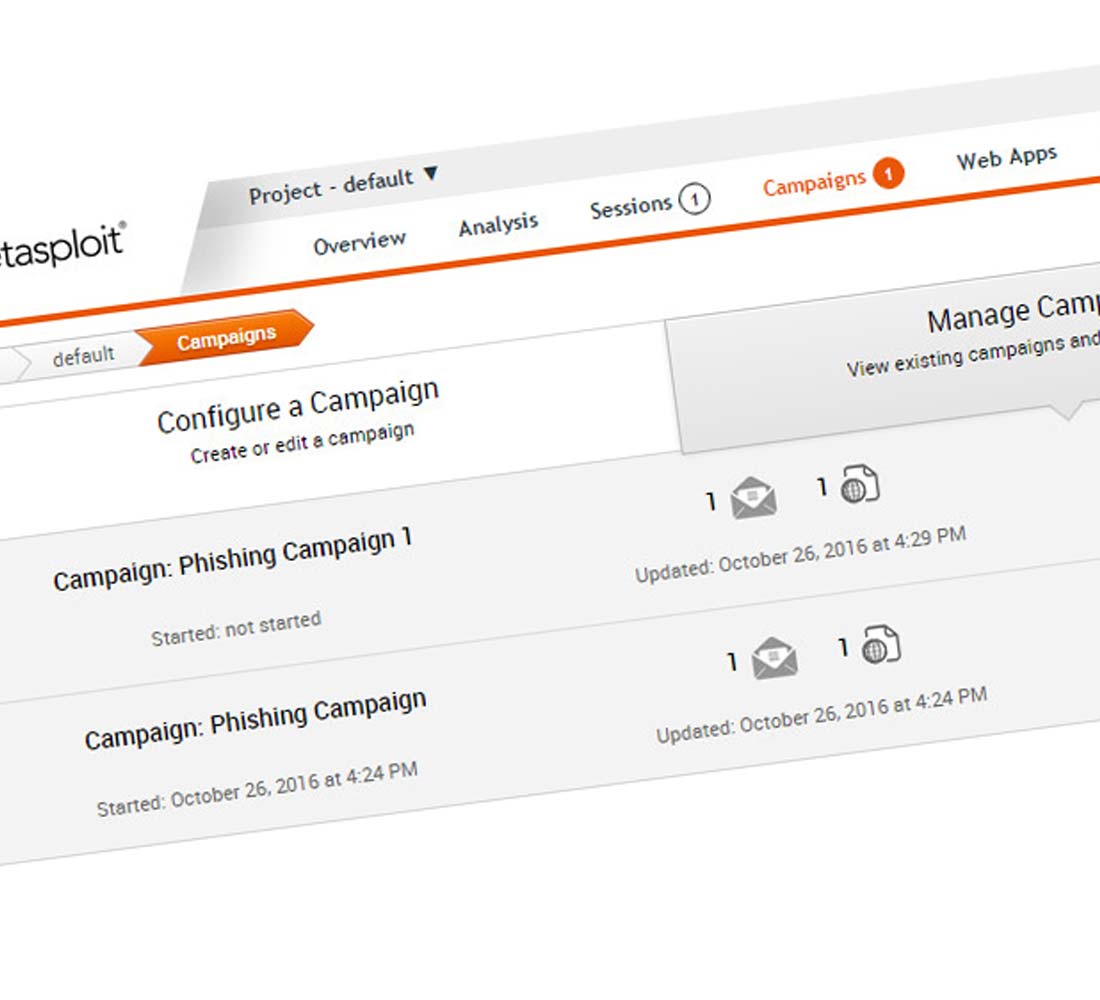 Project - default ▼
Overview Analysis Sessions 1 Campaigns 1 Web Apps
etasploit®
default Campaigns
Configure a Campaign
Create or edit a campaign
Manage Camp
View existing campaigns and
Campaign: Phishing Campaign 1
Started: not started
1 1
Updated: October 26, 2016 at 4:29 PM
Campaign: Phishing Campaign
Started: October 26, 2016 at 4:24 PM
1 1
Updated: October 26, 2016 at 4:24 PM